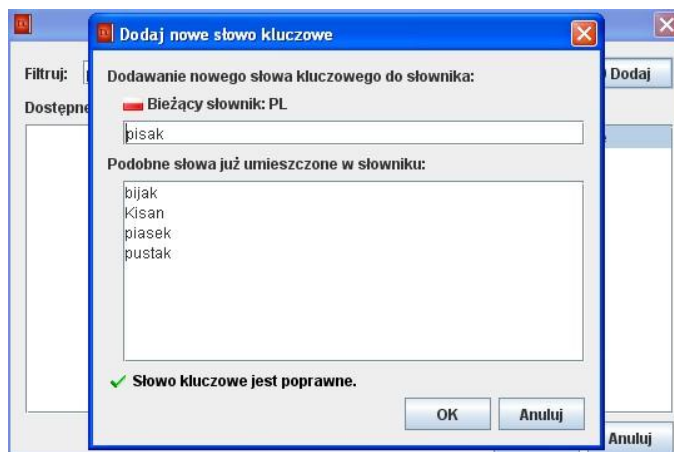 Dodaj nowe słowo kluczowe
Filtruj:
Dodaj
Dodawanie nowego słowa kluczowego do słownika:
Dostępne
Bieżący słownik: PL
pisak
Podobne słowa już umieszczone w słowniku:
bijak
Kisan
piasek
pustak
Słowo kluczowe jest poprawne.
OK
Anuluj
Anuluj